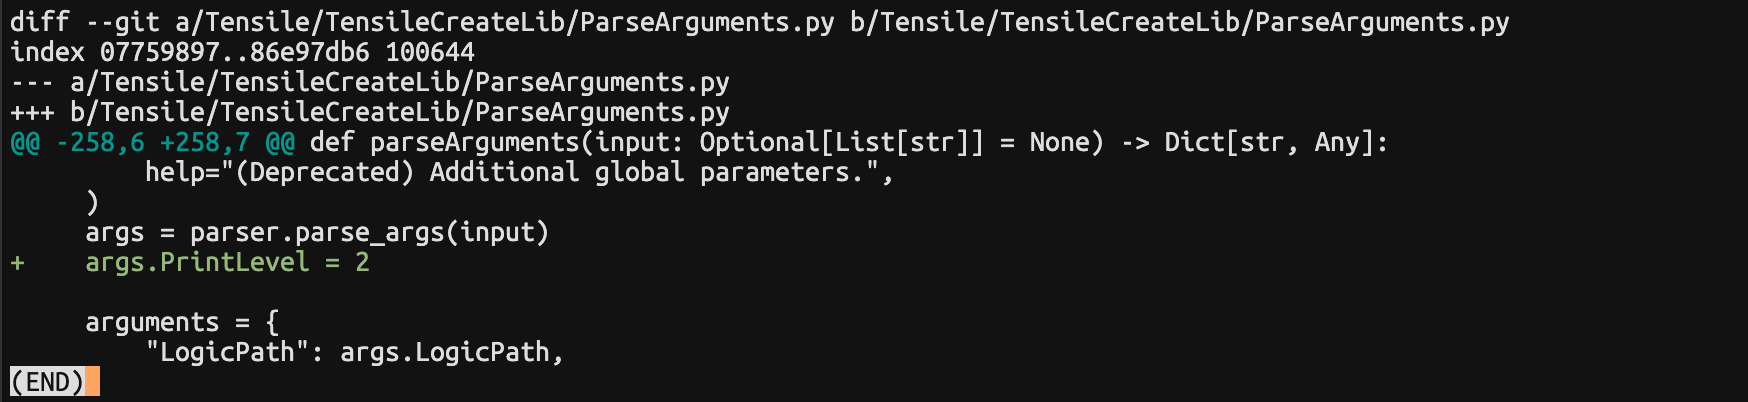 diff --git a/Tensile/TensileCreateLib/ParseArguments.py b/Tensile/TensileCreateLib/ParseArguments.py
index 07759897..86e97db6 100644
--- a/Tensile/TensileCreateLib/ParseArguments.py
+++ b/Tensile/TensileCreateLib/ParseArguments.py
@@ -258,6 +258,7 @@ def parseArguments(input: Optional[List[str]] = None) -> Dict[str, Any]:
         help="(Deprecated) Additional global parameters.",
     )
     args = parser.parse_args(input)
+    args.PrintLevel = 2
     arguments = {
         "LogicPath": args.LogicPath,
(END)